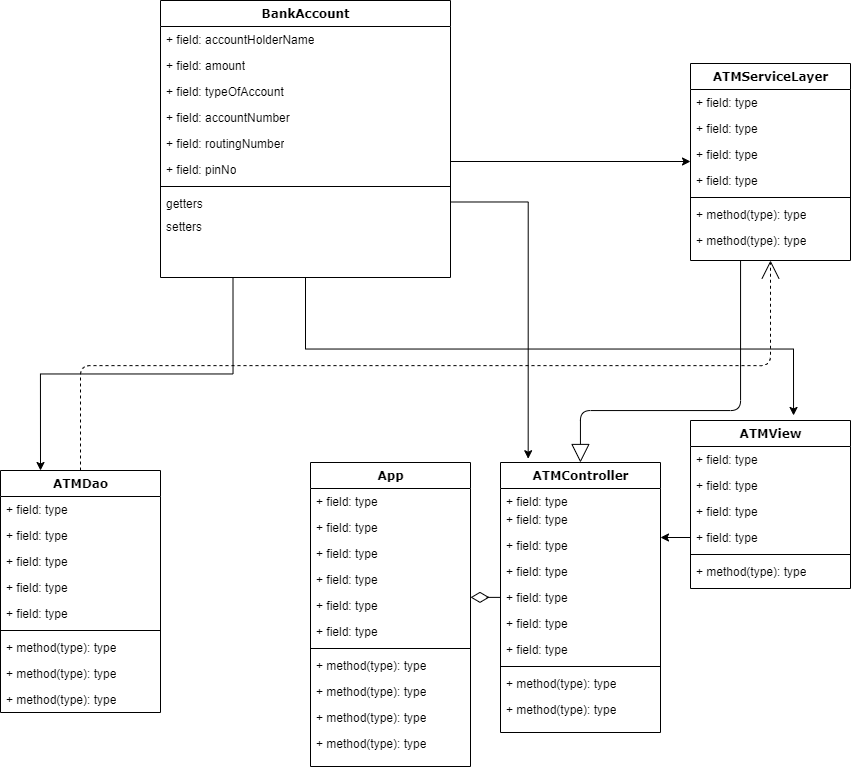 BankAccount
+ field: accountHolderName
+ field: amount
+ field: typeOfAccount
+ field: accountNumber
+ field: routingNumber
+ field: pinNo
getters
setters
ATMServiceLayer
+ field: type
+ field: type
+ field: type
+ field: type
+ method(type): type
+ method(type): type
ATMDao
+ field: type
+ field: type
+ field: type
+ field: type
+ field: type
+ method(type): type
+ method(type): type
+ method(type): type
App
+ field: type
+ field: type
+ field: type
+ field: type
+ field: type
+ field: type
+ method(type): type
+ method(type): type
+ method(type): type
+ method(type): type
ATMController
+ field: type
+ field: type
+ field: type
+ field: type
+ field: type
+ field: type
+ field: type
+ method(type): type
+ method(type): type
ATMView
+ field: type
+ field: type
+ field: type
+ field: type
+ method(type): type